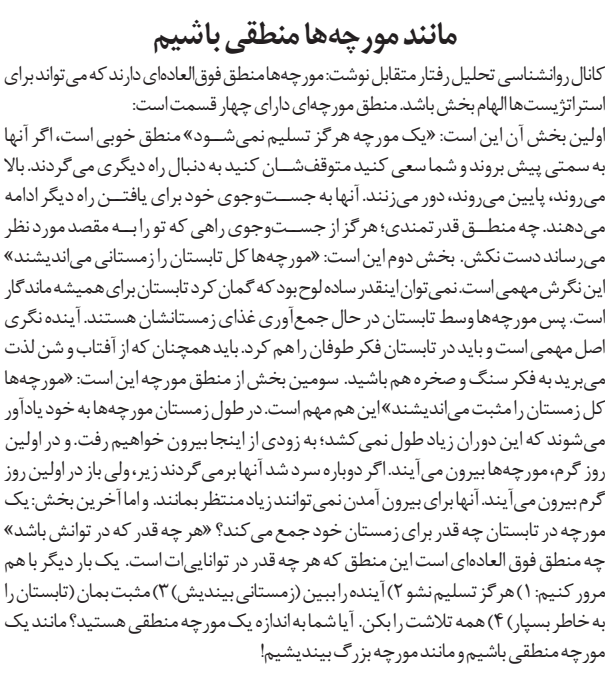 مانند مورچه‌ها منطقی باشیم
کانال روانشناسی تحلیل رفتار متقابل نوشت: مورچه‌ها منطق فوق‌العاده‌ای دارند که می‌تواند برای
استراتژیست‌ها الهام بخش باشد. منطق مورچه‌ای دارای چهار قسمت است:
اولین بخش آن این است: «یک مورچه هرگز تسلیم نمی‌شـــود» منطق خوبی است، اگر آنها
به سمتی پیش بروند و شما سعی کنید متوقف‌شـــان کنید به دنبال راه دیگری می‌گردند. بالا
می‌روند، پایین می‌روند، دور می‌زنند. آنها به جســـت‌وجوی خود برای یافتـــن راه دیگر ادامه
می‌دهند. چه منطـــق قدرتمندی؛ هرگز از جســـت‌وجوی راهی که تو را بـــه مقصد مورد نظر
می‌رساند دست نکش. بخش دوم این است: «مورچه‌ها کل تابستان را زمستانی می‌اندیشند»
این نگرش مهمی است. نمی‌توان اینقدر ساده لوح بود که گمان کرد تابستان برای همیشه ماندگار
است. پس مورچه‌ها وسط تابستان در حال جمع‌آوری غذای زمستانشان هستند. آینده نگری
اصل مهمی است و باید در تابستان فکر طوفان را هم کرد. باید همچنان که از آفتاب و شن لذت
می‌برید به فکر سنگ و صخره هم باشید. سومین بخش از منطق مورچه این است: «مورچه‌ها
کل زمستان را مثبت می‌اندیشند» این هم مهم است. در طول زمستان مورچه‌ها به خود یادآور
می‌شوند که این دوران زیاد طول نمی‌کشد؛ به زودی از اینجا بیرون خواهیم رفت. و در اولین
روز گرم، مورچه‌ها بیرون می‌آیند. اگر دوباره سرد شد آنها برمی‌گردند زیر، ولی باز در اولین روز
گرم بیرون می‌آیند. آنها برای بیرون آمدن نمی‌توانند زیاد منتظر بمانند. و اما آخرین بخش: یک
مورچه در تابستان چه قدر برای زمستان خود جمع می‌کند؟ «هر چه قدر که در توانش باشد»
چه منطق فوق العاده‌ای است این منطق که هر چه قدر در توانایی‌ات است. یک بار دیگر با هم
مرور کنیم: ۱) هرگز تسلیم نشو ۲) آینده را ببین (زمستانی بیندیش) ۳) مثبت بمان (تابستان را
به خاطر بسپار) ۴) همه تلاشت را بکن. آیا شما به اندازه یک مورچه منطقی هستید؟ مانند یک
مورچه منطقی باشیم و مانند مورچه بزرگ بیندیشیم!